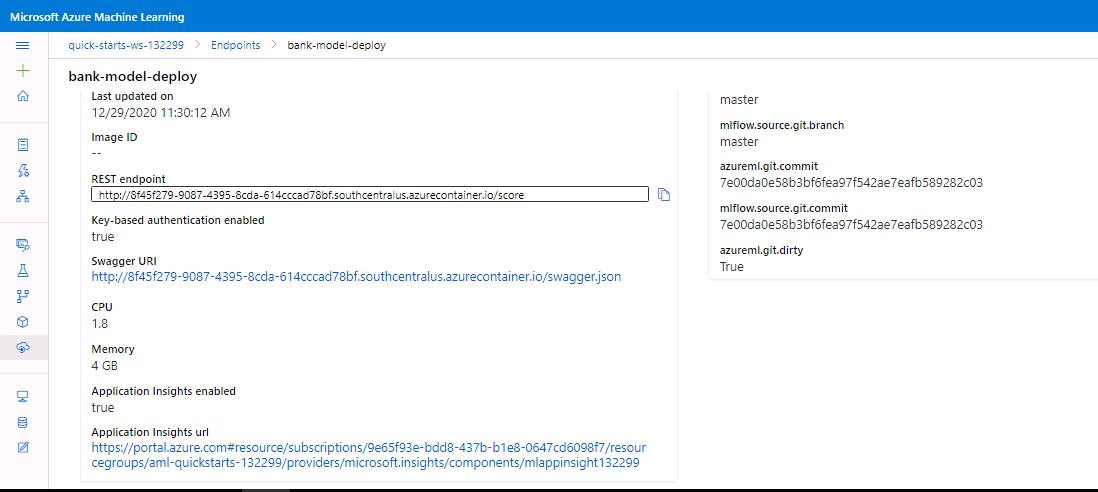 Microsoft Azure Machine Learning
quick-starts-ws-132299 > Endpoints > bank-model-deploy
bank-model-deploy
Last updated on
12/29/2020 11:30:12 AM
Image ID
--
REST endpoint
http://8f45f279-9087-4395-8cda-614cccad78bf.southcentralus.azurecontainer.io/score
Key-based authentication enabled
true
Swagger URI
http://8f45f279-9087-4395-8cda-614cccad78bf.southcentralus.azurecontainer.io/swagger.json
CPU
1.8
Memory
4 GB
Application Insights enabled
true
Application Insights url
https://portal.azure.com#resource/subscriptions/9e65f93e-bdd8-437b-b1e8-0647cd6098f7/resour
cegroups/aml-quickstarts-132299/providers/microsoft.insights/components/mlappinsight132299
master
mlflow.source.git.branch
master
azureml.git.commit
7e00da0e58b3bf6fea97f542ae7eafb589282c03
mlflow.source.git.commit
7e00da0e58b3bf6fea97f542ae7eafb589282c03
azureml.git.dirty
True